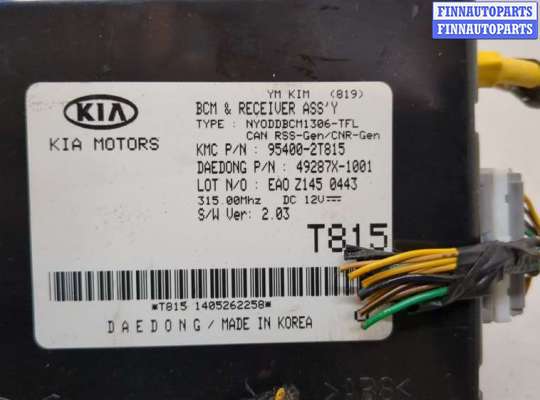 FINNAUTOPARTS
FINNAUTOPARTS
YM KIM (819)
KIA
BCM & RECEIVER ASS'Y
TYPE : NYODDBCM1306-TFL
CAN RSS-Gen/CNR-Gen
KIA MOTORS
KMC P/N : 95400-2T815
DAEDONG P/N : 49287X-1001
LOT N/O : EAO Z145 0443
315.00Mhz DC 12V
S/W Ver: 2.03
T815
*T815 1405262258*
DAEDONG / MADE IN KOREA
>ABS<